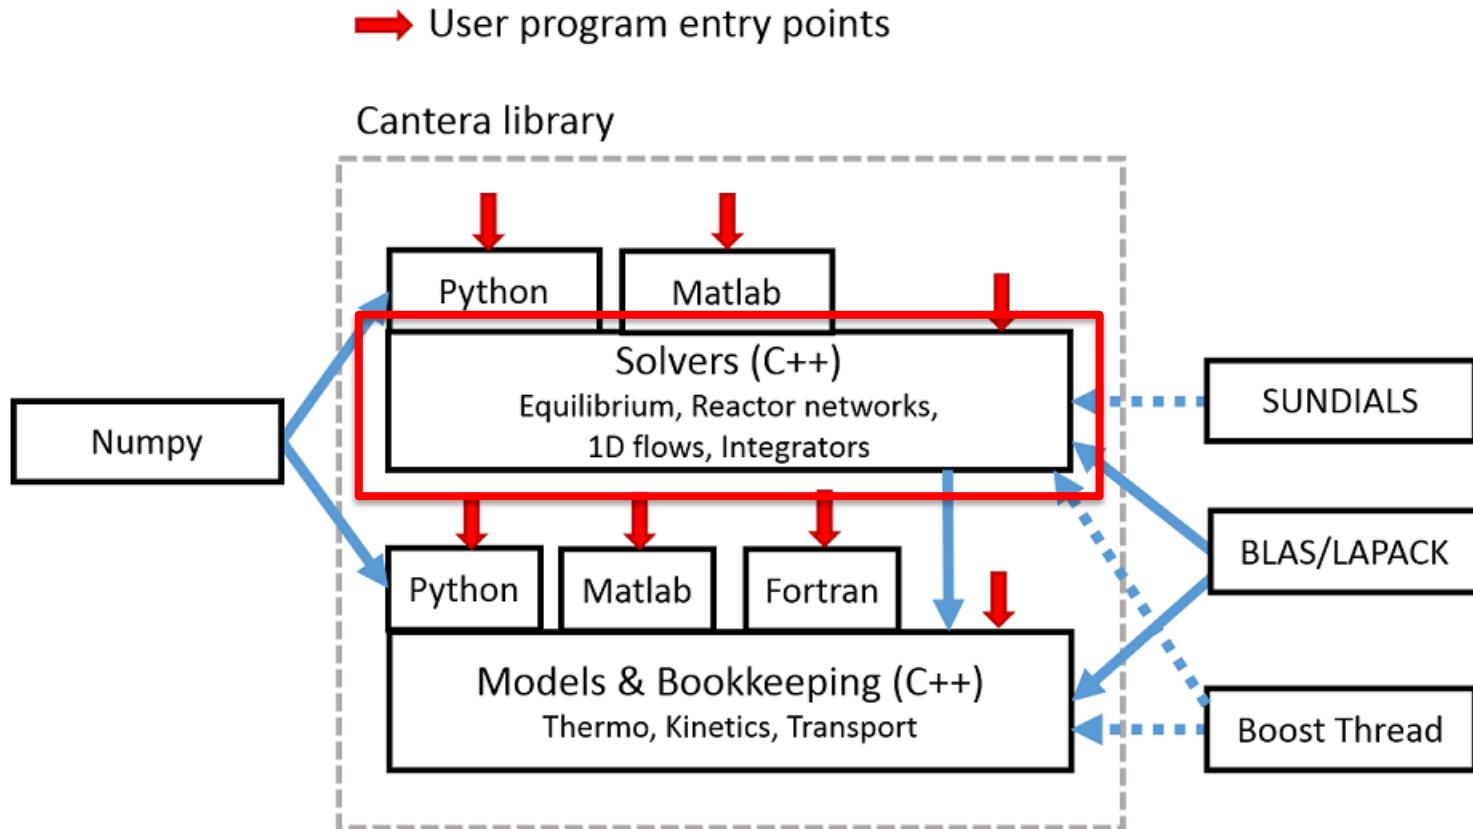 User program entry points
Cantera library
Python
Matlab
Solvers (C++)
Equilibrium, Reactor networks,
1D flows, Integrators
SUNDIALS
Numpy
BLAS/LAPACK
Python
Matlab
Fortran
Models & Bookkeeping (C++)
Thermo, Kinetics, Transport
Boost Thread